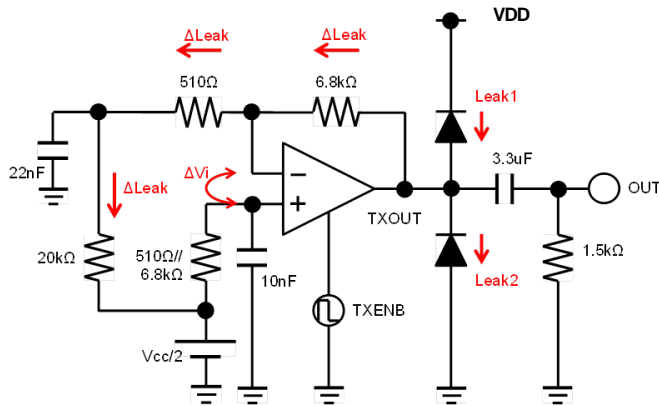 VDD
ΔLeak
ΔLeak
510Ω
6.8kΩ
Leak1
22nF
ΔLeak
ΔVi
3.3uF
OUT
TXOUT
20kΩ
510Ω//
6.8kΩ
10nF
Leak2
1.5kΩ
TXENB
Vcc/2